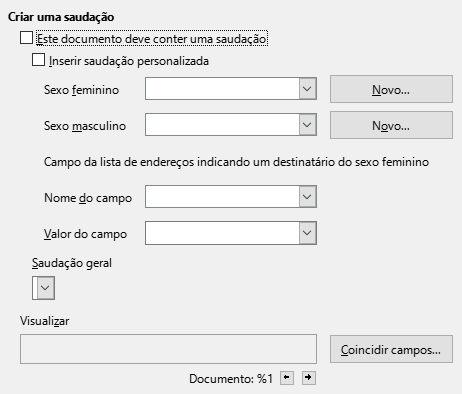 Criar uma saudação
Este documento deve conter uma saudação
Inserir saudação personalizada
Sexo feminino
Novo...
Sexo masculino
Novo...
Campo da lista de endereços indicando um destinatário do sexo feminino
Nome do campo
Valor do campo
Saudação geral
Visualizar
Coincidir campos...
Documento: %1